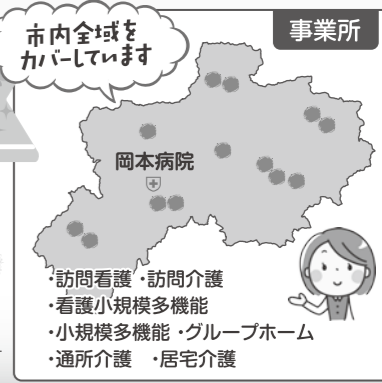 市内全域を
カバーしています
事業所
岡本病院
・訪問看護 ・訪問介護
・看護小規模多機能
・小規模多機能 ・グループホーム
・通所介護 ・居宅介護